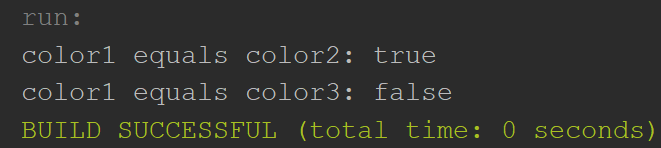 run:
color1 equals color2: true
color1 equals color3: false
BUILD SUCCESSFUL (total time: 0 seconds)